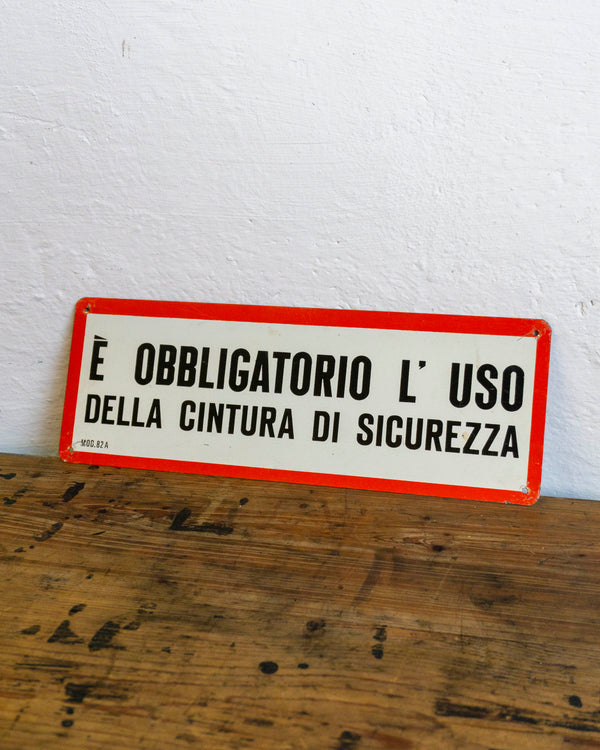 È OBBLIGATORIO L' USO
DELLA CINTURA DI SICUREZZA
MOD. 82 A